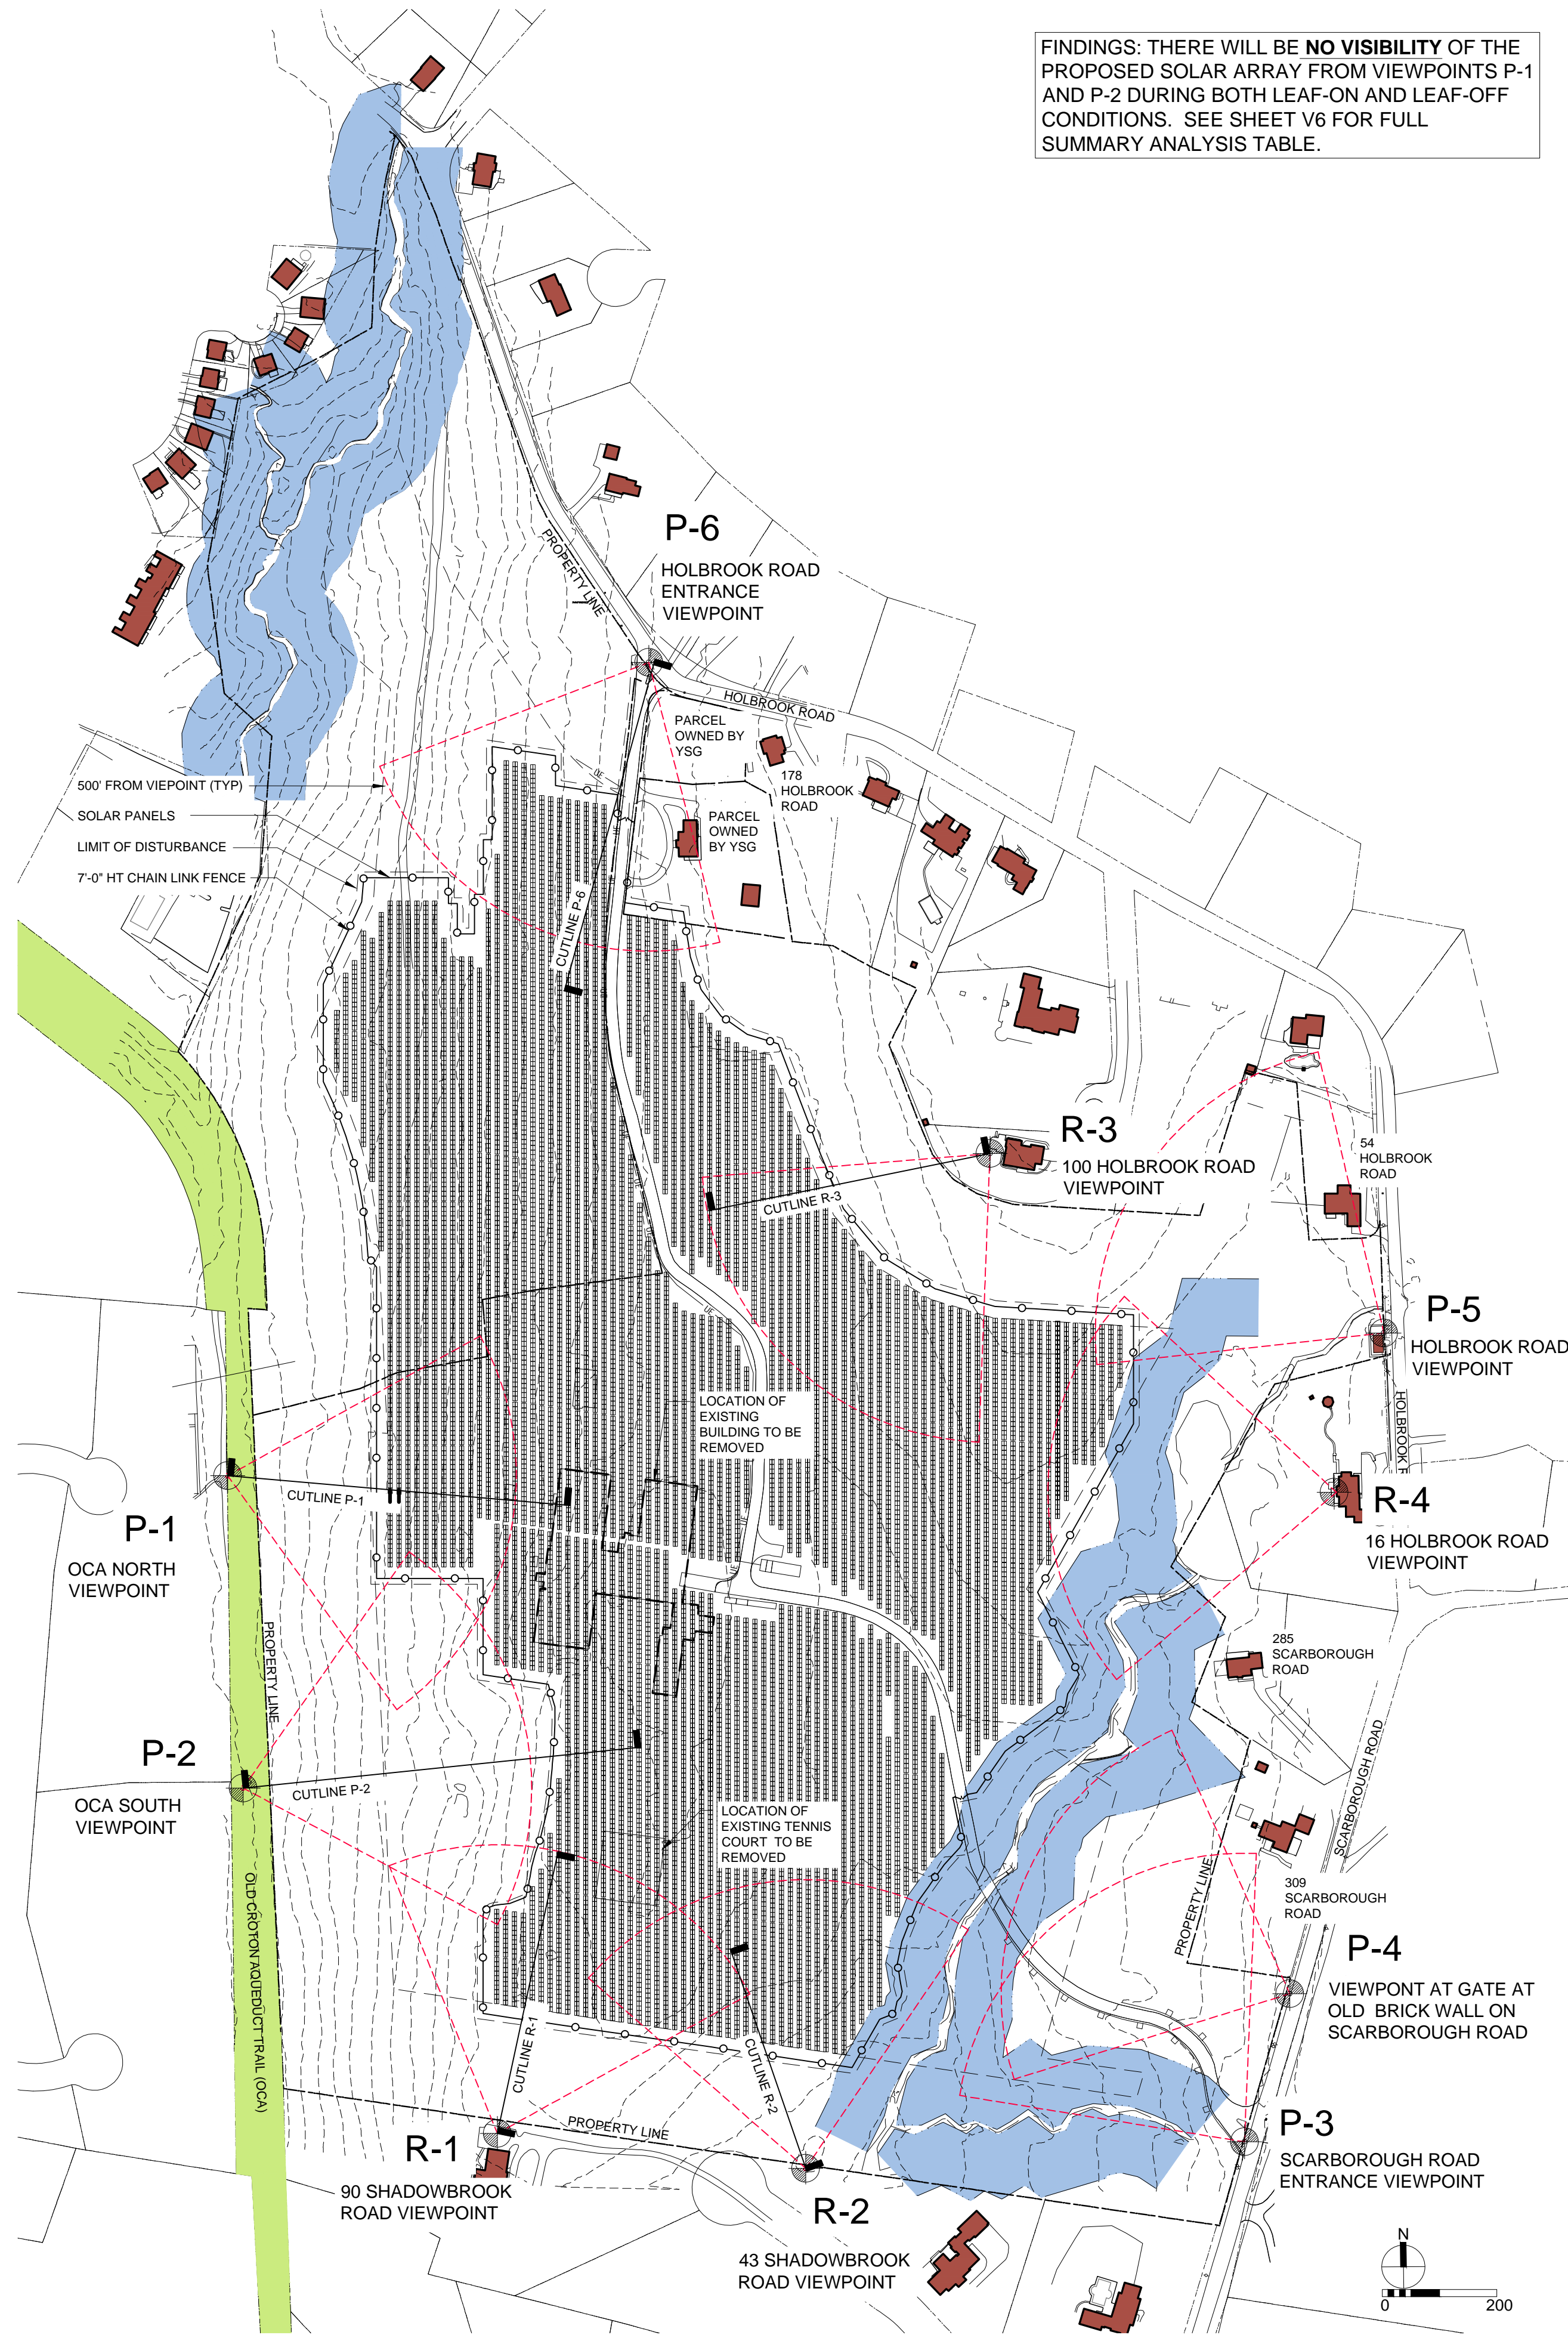 FINDINGS: THERE WILL BE NO VISIBILITY OF THE
PROPOSED SOLAR ARRAY FROM VIEWPOINTS P-1
AND P-2 DURING BOTH LEAF-ON AND LEAF-OFF
CONDITIONS. SEE SHEET V6 FOR FULL
SUMMARY ANALYSIS TABLE.
P-6
HOLBROOK ROAD
ENTRANCE
VIEWPOINT
PROPERTY LINE
HOLBROOK ROAD
PARCEL
OWNED BY
YSG
178
HOLBROOK
ROAD
PARCEL
OWNED
BY YSG
500' FROM VIEPOINT (TYP)
SOLAR PANELS
LIMIT OF DISTURBANCE
7'-0" HT CHAIN LINK FENCE
CUTLINE P-6
UE
UE
R-3
100 HOLBROOK ROAD
VIEWPOINT
CUTLINE R-3
54
HOLBROOK
ROAD
P-5
HOLBROOK ROAD
VIEWPOINT
HOLBROOK R
UE
LOCATION OF
EXISTING
BUILDING TO BE
REMOVED
CUTLINE P-1
P-1
OCA NORTH
VIEWPOINT
R-4
16 HOLBROOK ROAD
VIEWPOINT
UE
PROPERTY LINE
285
SCARBOROUGH
ROAD
SCARBOROUGH ROAD
P-2
OCA SOUTH
VIEWPOINT
CUTLINE P-2
LOCATION OF
EXISTING TENNIS
COURT TO BE
REMOVED
OLD CROTON AQUEDUCT TRAIL (OCA)
PROPERTY LINE
309
SCARBOROUGH
ROAD
P-4
VIEWPONT AT GATE AT
OLD BRICK WALL ON
SCARBOROUGH ROAD
CUTLINE R-1
CUTLINE R-2
PROPERTY LINE
R-1
90 SHADOWBROOK
ROAD VIEWPOINT
R-2
43 SHADOWBROOK
ROAD VIEWPOINT
P-3
SCARBOROUGH ROAD
ENTRANCE VIEWPOINT
N
0 200